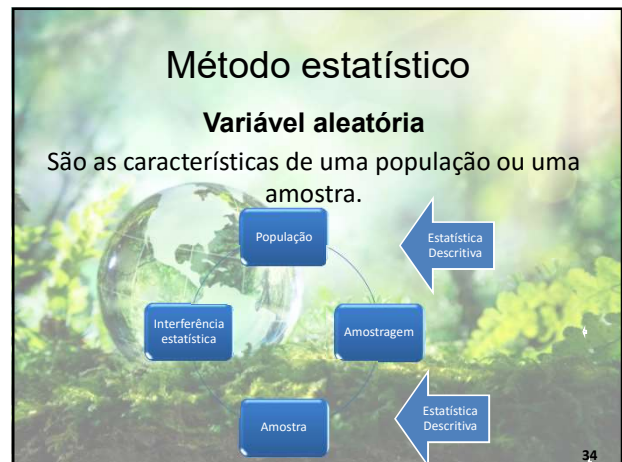 Método estatístico
Variável aleatória
São as características de uma população ou uma
amostra.
População
Estatística
Descritiva
Interferência
estatística
Amostragem
Amostra
Estatística
Descritiva
34